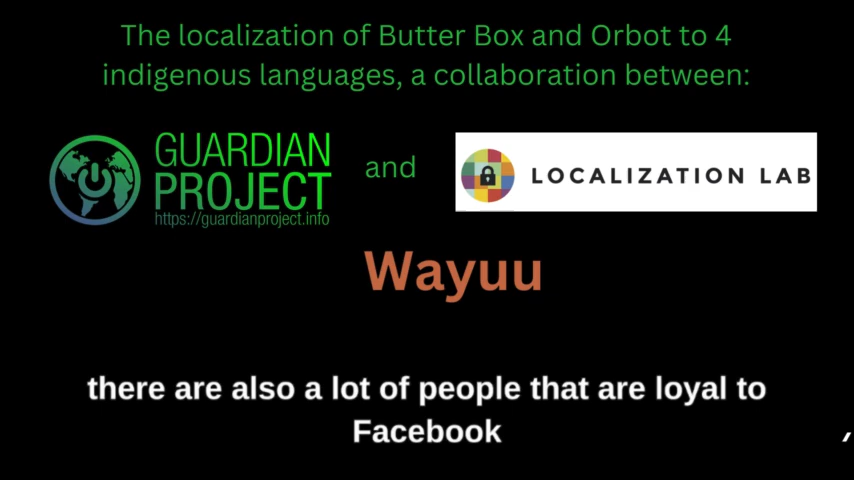 The localization of Butter Box and Orbot to 4
indigenous languages, a collaboration between:
GUARDIAN
PROJECT
https://guardianproject.info
and
LOCALIZATION LAB
Wayuu
there are also a lot of people that are loyal to
Facebook
,